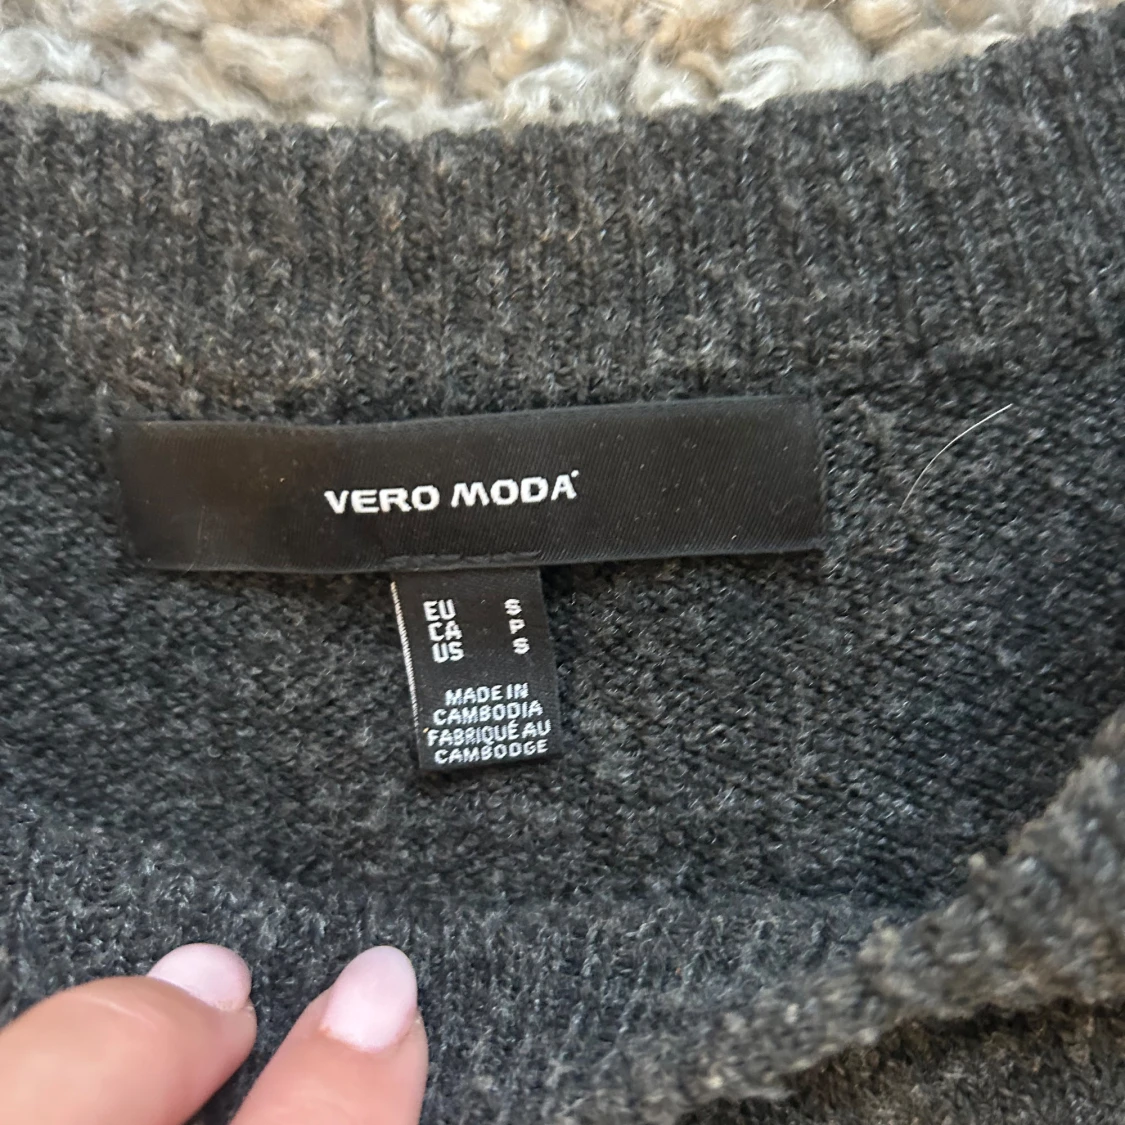 VERO MODA
EU S
CA P
US S
MADE IN
CAMBODIA
FABRIQUÉ AU
CAMBODGE